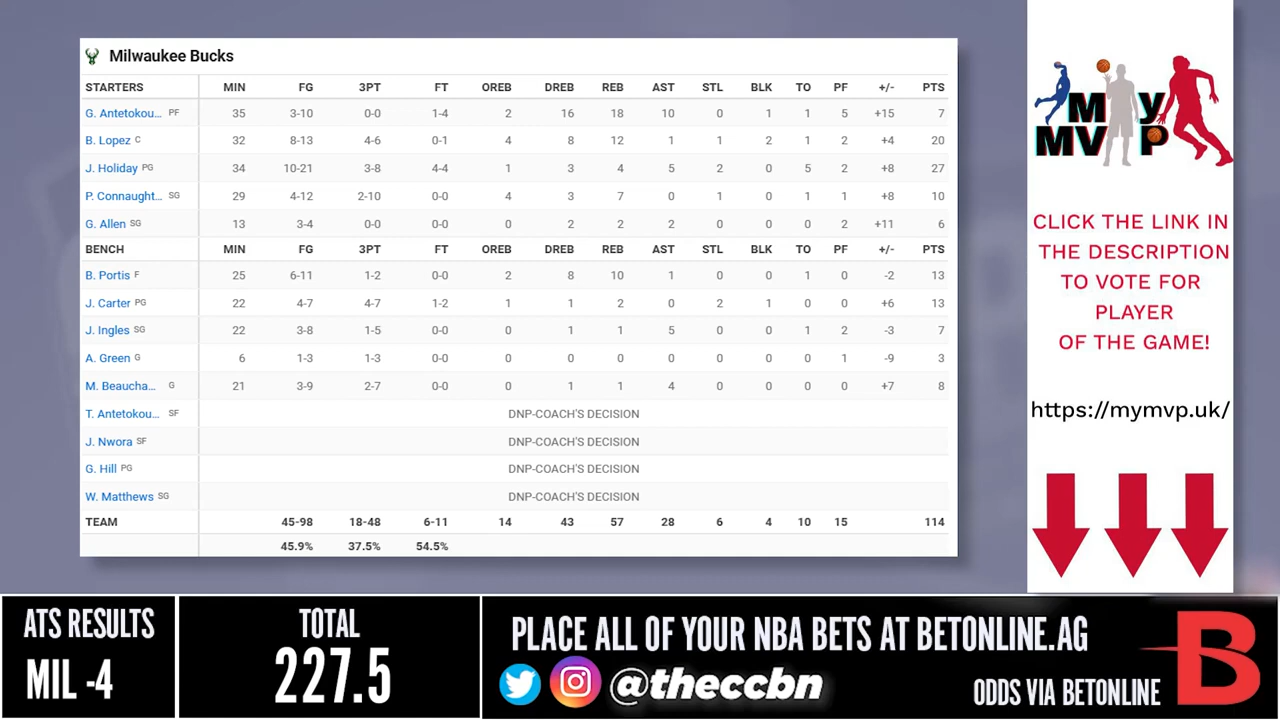 Milwaukee Bucks
STARTERS MIN FG 3PT FT OREB DREB REB AST STL BLK TO PF +/- PTS
G. Antetokou... PF 35 3-10 0-0 1-4 2 16 18 10 0 1 1 5 +15 7
B. Lopez C 32 8-13 4-6 0-1 4 8 12 1 1 2 1 2 +4 20
J. Holiday PG 34 10-21 3-8 4-4 1 3 4 5 2 0 5 2 +8 27
P. Connaught... SG 29 4-12 2-10 0-0 4 3 7 0 1 0 1 1 +8 10
G. Allen SG 13 3-4 0-0 0-0 0 2 2 2 0 0 0 2 +11 6
BENCH MIN FG 3PT FT OREB DREB REB AST STL BLK TO PF +/- PTS
B. Portis F 25 6-11 1-2 0-0 2 8 10 1 0 0 1 0 -2 13
J. Carter PG 22 4-7 4-7 1-2 1 1 2 0 2 1 0 0 +6 13
J. Ingles SG 22 3-8 1-5 0-0 0 1 1 5 0 0 1 2 -3 7
A. Green G 6 1-3 1-3 0-0 0 0 0 0 0 0 0 1 -9 3
M. Beaucha... G 21 3-9 2-7 0-0 0 1 1 4 0 0 0 0 +7 8
T. Antetokou... SF DNP-COACH'S DECISION
J. Nwora SF DNP-COACH'S DECISION
G. Hill PG DNP-COACH'S DECISION
W. Matthews SG DNP-COACH'S DECISION
TEAM 45-98 18-48 6-11 14 43 57 28 6 4 10 15 114
45.9% 37.5% 54.5%
My
MVP
CLICK THE LINK IN
THE DESCRIPTION
TO VOTE FOR
PLAYER
OF THE GAME!
https://mymvp.uk/
ATS RESULTS
MIL -4
TOTAL
227.5
PLACE ALL OF YOUR NBA BETS AT BETONLINE.AG
@theccbn
ODDS VIA BETONLINE
B